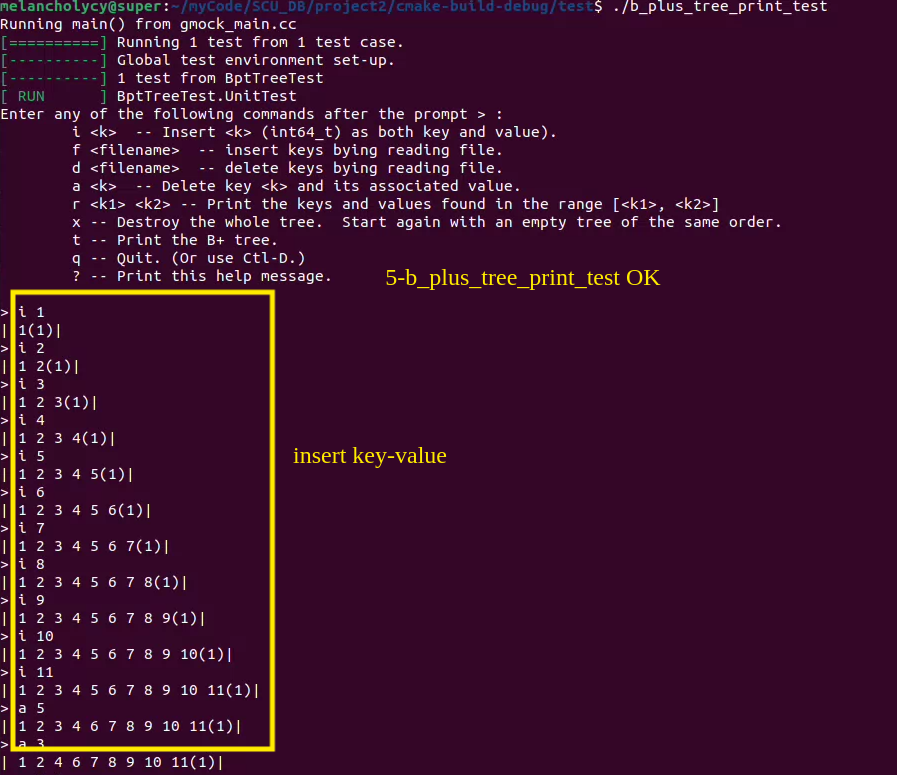 melancholycy@super:~/myCode/SCU_DB/project2/cmake-build-debug/test$ ./b_plus_tree_print_test
Running main() from gmock_main.cc
[==========] Running 1 test from 1 test case.
[----------] Global test environment set-up.
[----------] 1 test from BptTreeTest
[ RUN      ] BptTreeTest.UnitTest
Enter any of the following commands after the prompt > :
i <k>  -- Insert <k> (int64_t) as both key and value).
f <filename>  -- insert keys bying reading file.
d <filename>  -- delete keys bying reading file.
a <k>  -- Delete key <k> and its associated value.
r <k1> <k2> -- Print the keys and values found in the range [<k1>, <k2>]
x -- Destroy the whole tree.  Start again with an empty tree of the same order.
t -- Print the B+ tree.
q -- Quit. (Or use Ctl-D.)
? -- Print this help message.
5-b_plus_tree_print_test OK
> i 1
| 1(1)|
> i 2
| 1 2(1)|
> i 3
| 1 2 3(1)|
> i 4
| 1 2 3 4(1)|
> i 5
insert key-value
| 1 2 3 4 5(1)|
> i 6
| 1 2 3 4 5 6(1)|
> i 7
| 1 2 3 4 5 6 7(1)|
> i 8
| 1 2 3 4 5 6 7 8(1)|
> i 9
| 1 2 3 4 5 6 7 8 9(1)|
> i 10
| 1 2 3 4 5 6 7 8 9 10(1)|
> i 11
| 1 2 3 4 5 6 7 8 9 10 11(1)|
> a 5
| 1 2 3 4 6 7 8 9 10 11(1)|
> a 3
| 1 2 4 6 7 8 9 10 11(1)|